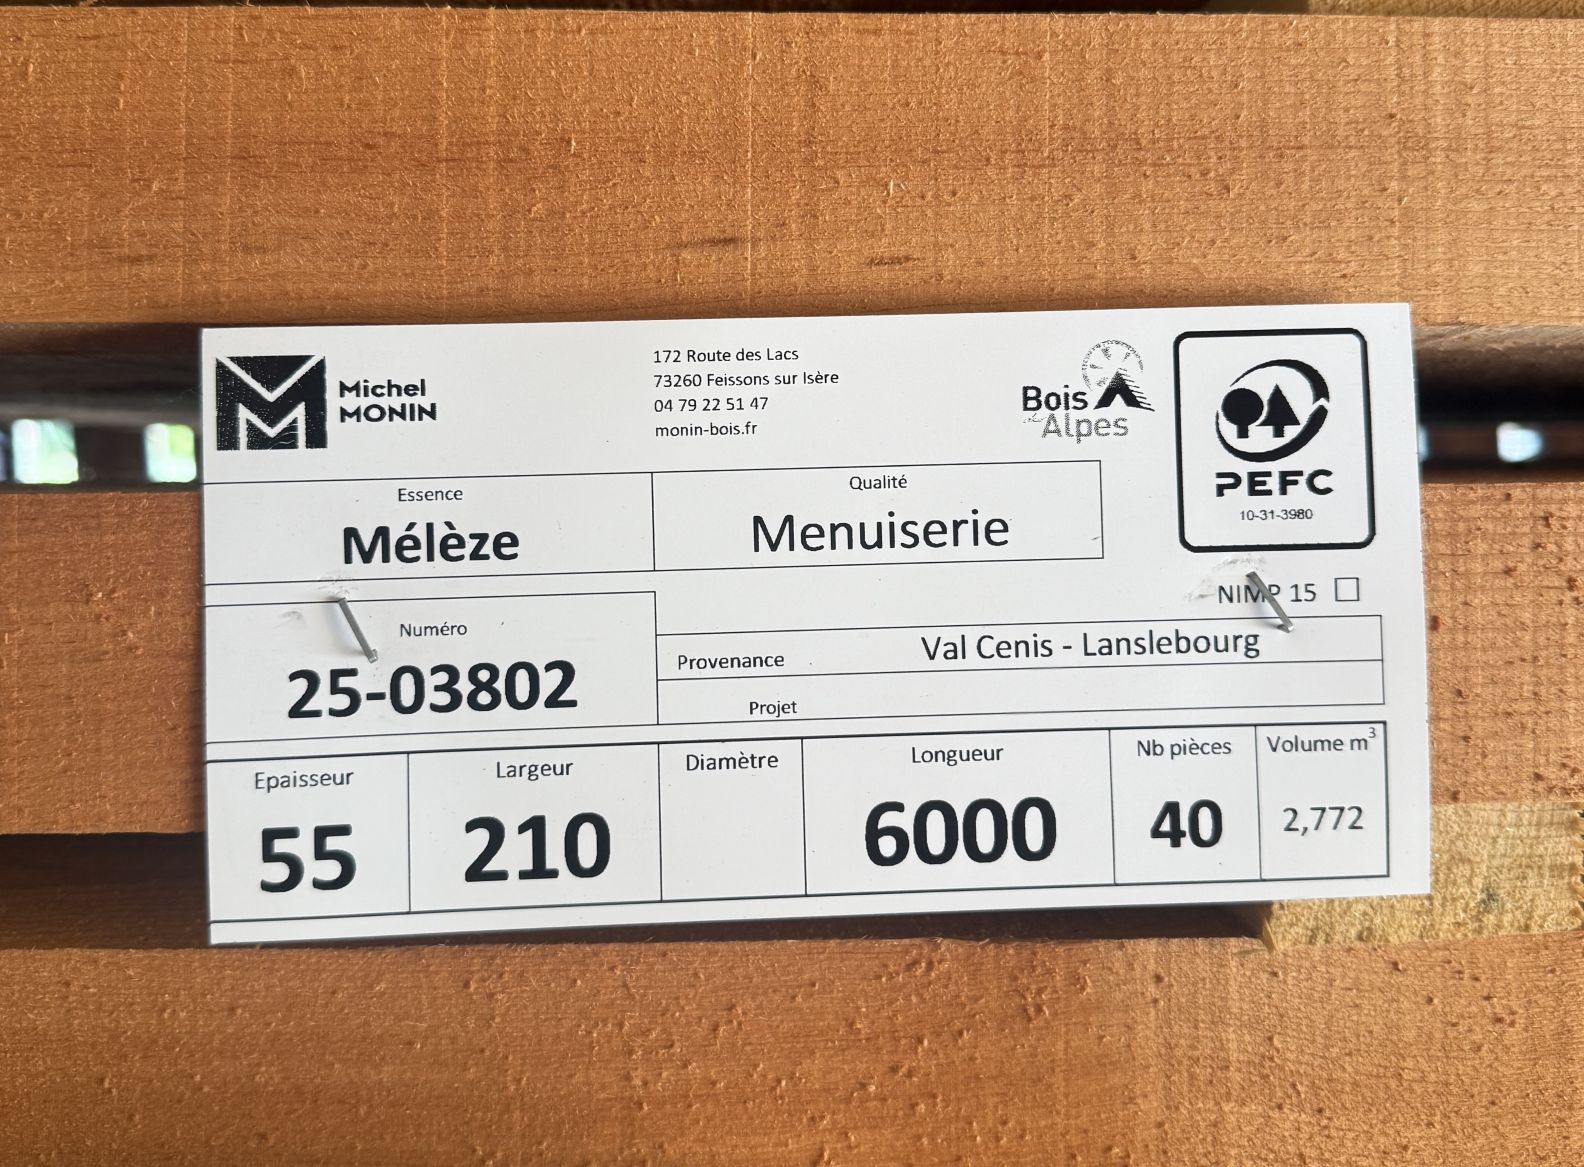 Michel
MONIN
172 Route des Lacs
73260 Feissons sur Isère
04 79 22 51 47
monin-bois.fr
Bois
des Alpes
PEFC
10-31-3980
Essence
Mélèze
Qualité
Menuiserie
NIMP 15
Numéro
25-03802
Provenance
Val Cenis - Lanslebourg
Projet
Epaisseur
55
Largeur
210
Diamètre
Longueur
6000
Nb pièces
40
Volume m³
2,772